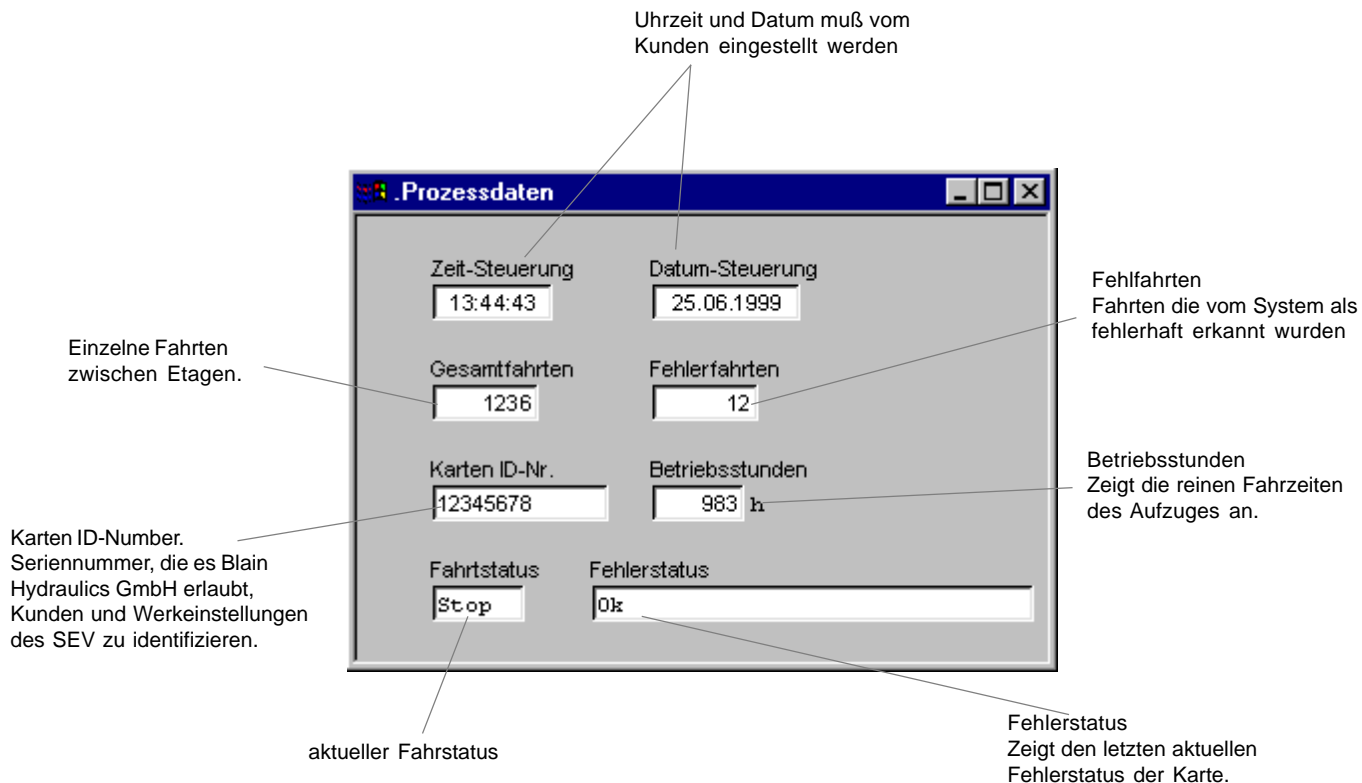 Uhrzeit und Datum muß vom
Kunden eingestellt werden
.Prozessdaten
Zeit-Steuerung
Datum-Steuerung
13:44:43
25.06.1999
Fehlfahrten
Fahrten die vom System als
fehlerhaft erkannt wurden
Einzelne Fahrten
zwischen Etagen.
Gesamtfahrten
Fehlerfahrten
1236
12
Karten ID-Nr.
Betriebsstunden
12345678
983 h
Betriebsstunden
Zeigt die reinen Fahrzeiten
des Aufzuges an.
Karten ID-Number.
Seriennummer, die es Blain
Hydraulics GmbH erlaubt,
Kunden und Werkeinstellungen
des SEV zu identifizieren.
Fahrtstatus
Fehlerstatus
Stop
Ok
aktueller Fahrstatus
Fehlerstatus
Zeigt den letzten aktuellen
Fehlerstatus der Karte.